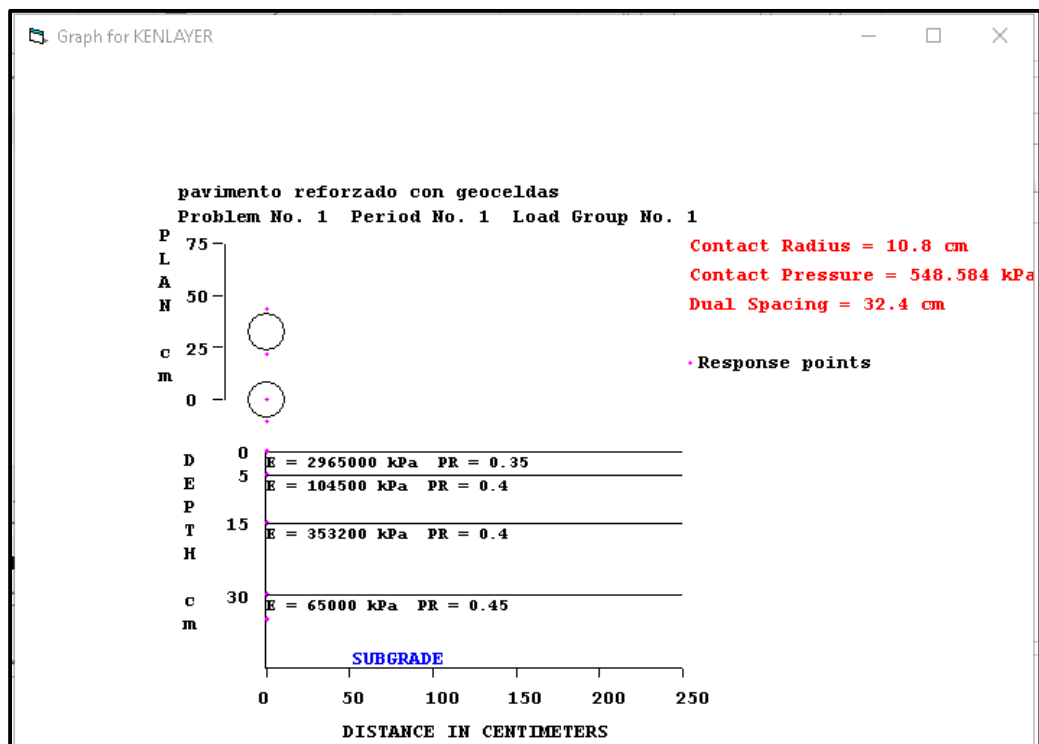 Graph for KENLAYER
pavimento reforzado con geoceldas
Problem No. 1 Period No. 1 Load Group No. 1
PLAN cm
75
50
25
0
Contact Radius = 10.8 cm
Contact Pressure = 548.584 kPa
Dual Spacing = 32.4 cm
Response points
DEPTH cm
0
E = 2965000 kPa PR = 0.35
5
E = 104500 kPa PR = 0.4
15
E = 353200 kPa PR = 0.4
30
E = 65000 kPa PR = 0.45
SUBGRADE
0 50 100 150 200 250
DISTANCE IN CENTIMETERS